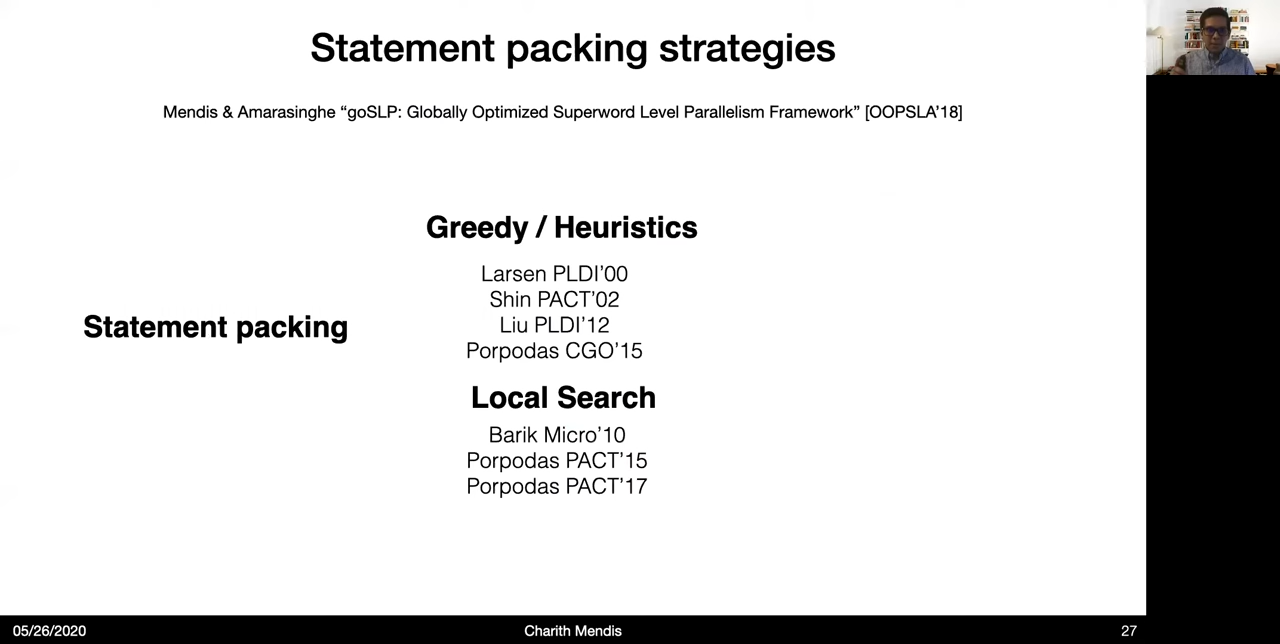 Statement packing strategies
Mendis & Amarasinghe “goSLP: Globally Optimized Superword Level Parallelism Framework” [OOPSLA’18]
Greedy / Heuristics
Larsen PLDI’00
Shin PACT’02
Liu PLDI’12
Porpodas CGO’15
Statement packing
Local Search
Barik Micro’10
Porpodas PACT’15
Porpodas PACT’17
05/26/2020
Charith Mendis
27